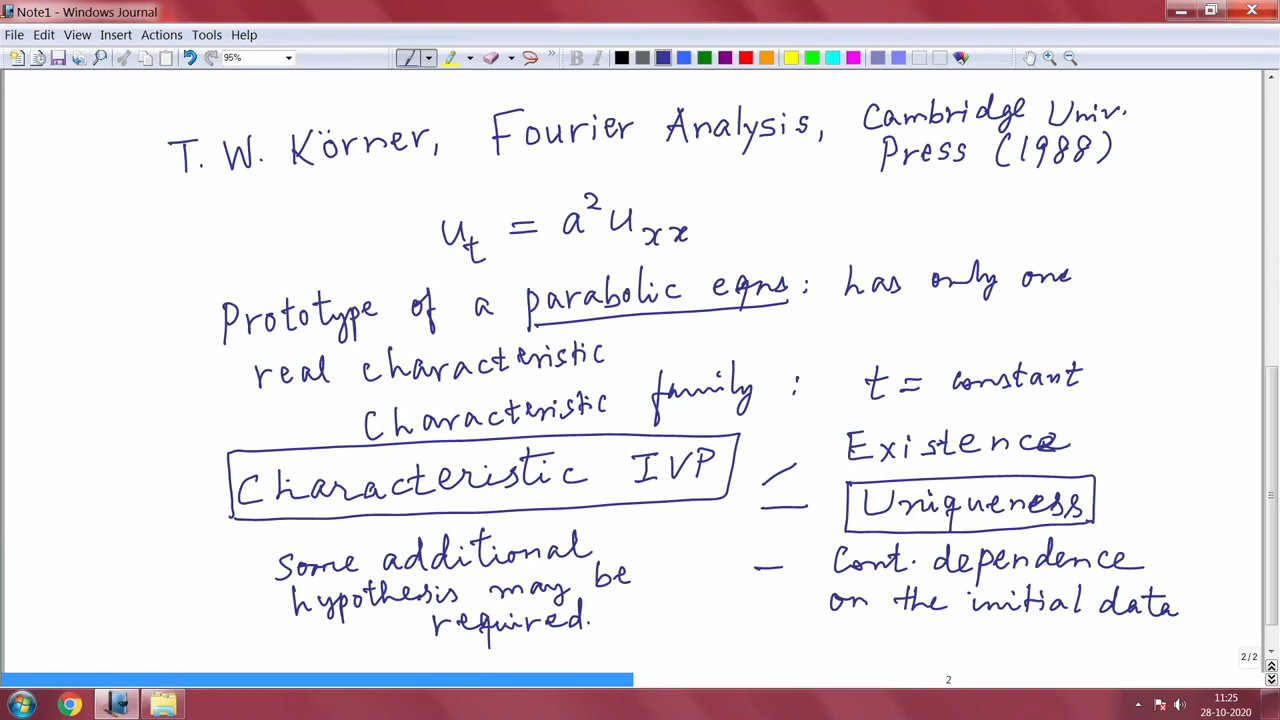 Note1 - Windows Journal
File Edit View Insert Actions Tools Help
95%
T. W. Körner, Fourier Analysis, Cambridge Univ.
Press (1988)
u_t = a² u_xx
Prototype of a parabolic eqns : has only one
real characteristic
Characteristic family : t = constant
Characteristic IVP
Existence
Uniqueness
Some additional
hypothesis may be
required.
— Cont. dependence
on the initial data
2/2
2
11:25
28-10-2020